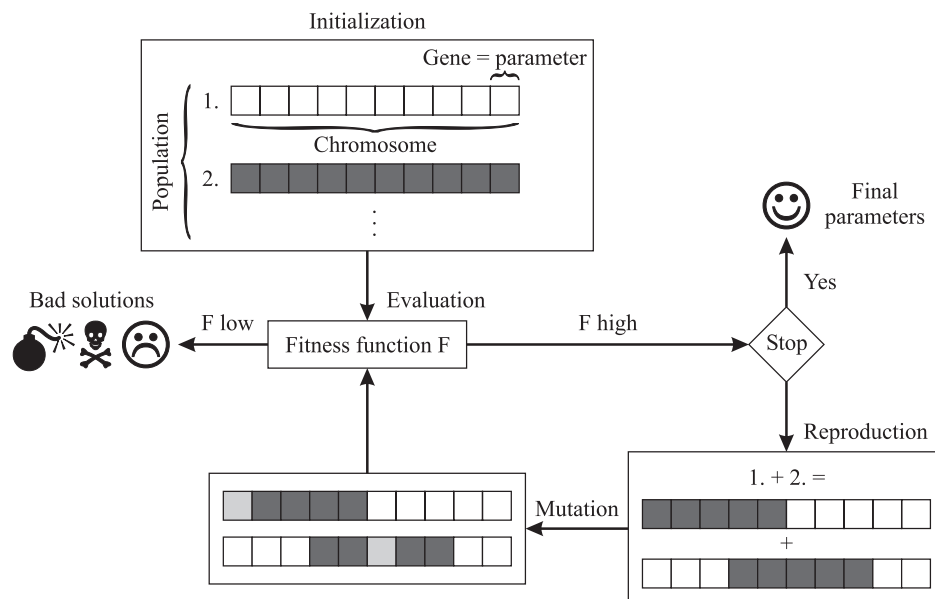 Initialization
Gene = parameter
1.
Chromosome
Population
2.
Final
parameters
Yes
Bad solutions
Evaluation
F low
Fitness function F
F high
Stop
Reproduction
1. + 2. =
Mutation
+